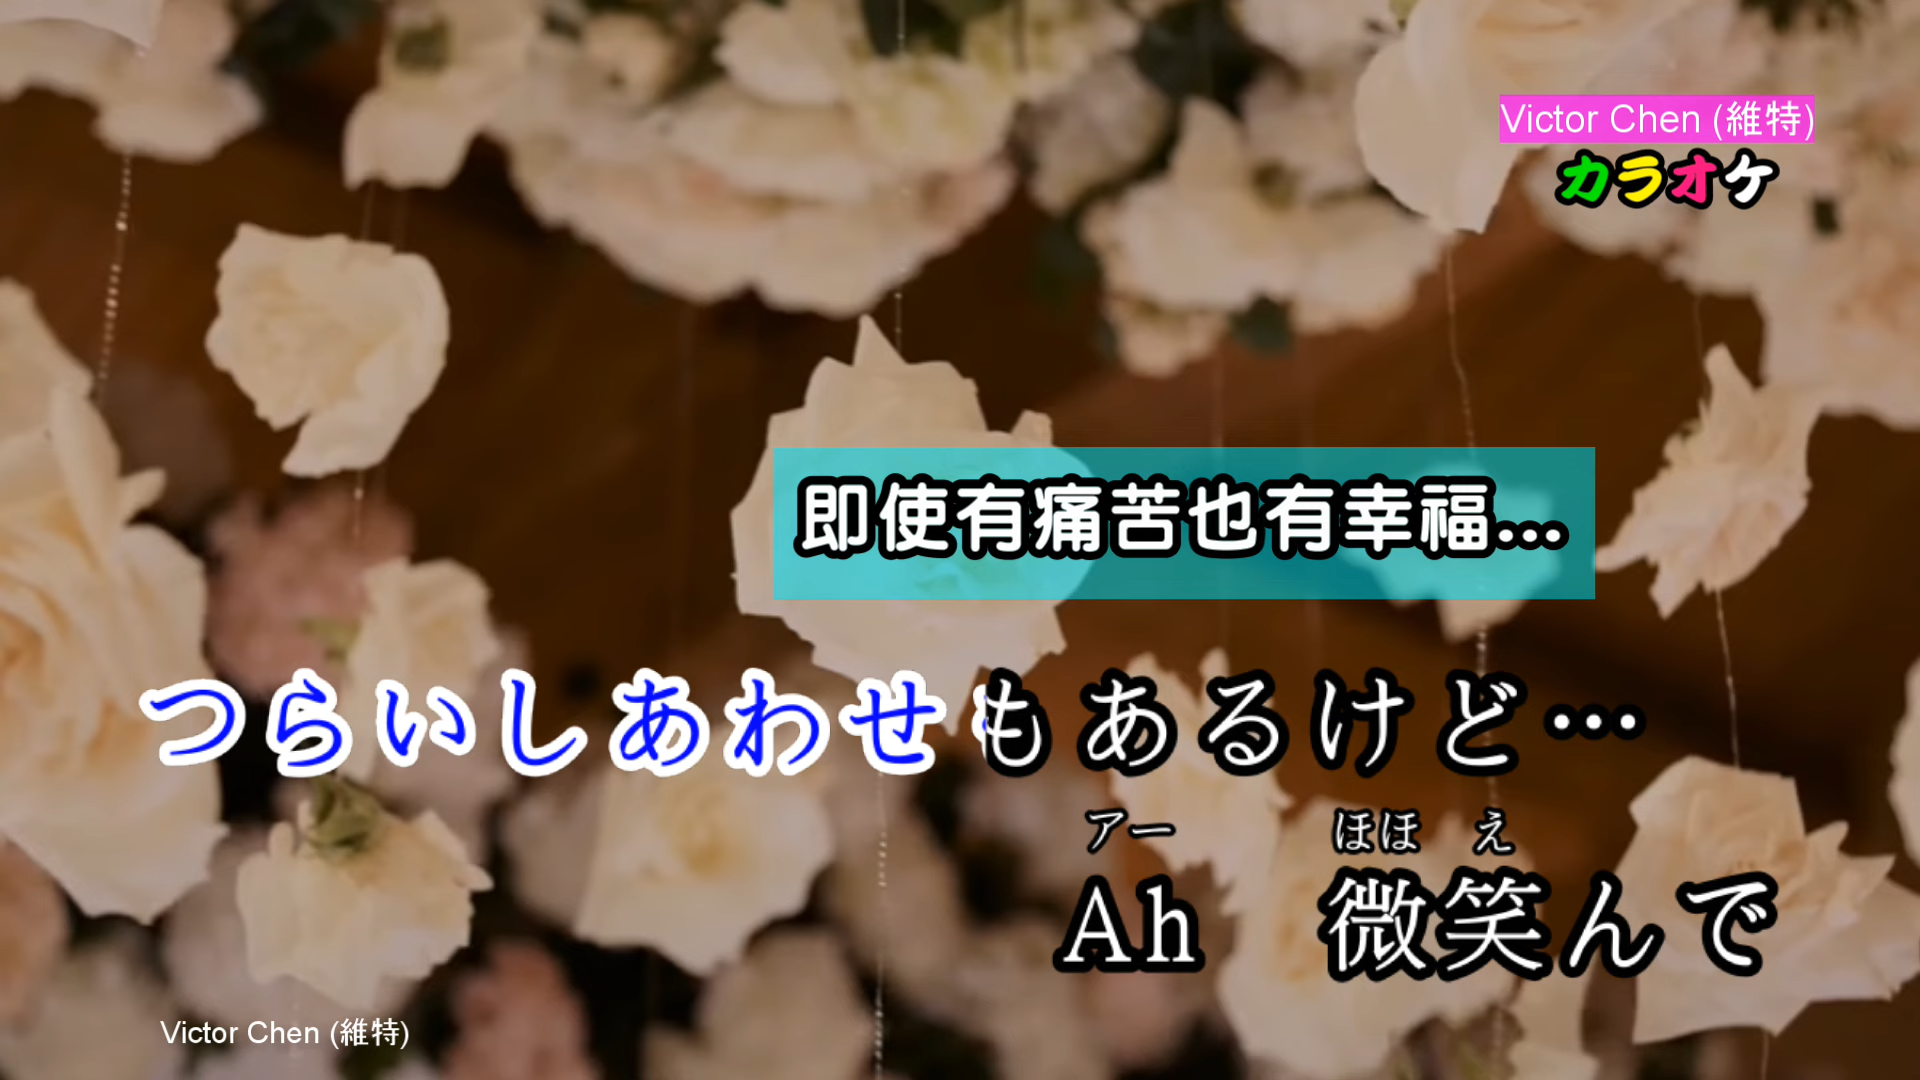 Victor Chen (維特)
カラオケ
即使有痛苦也有幸福...
つらいしあわせもあるけど…
アー ほほ え
Ah 微笑んで
Victor Chen (維特)